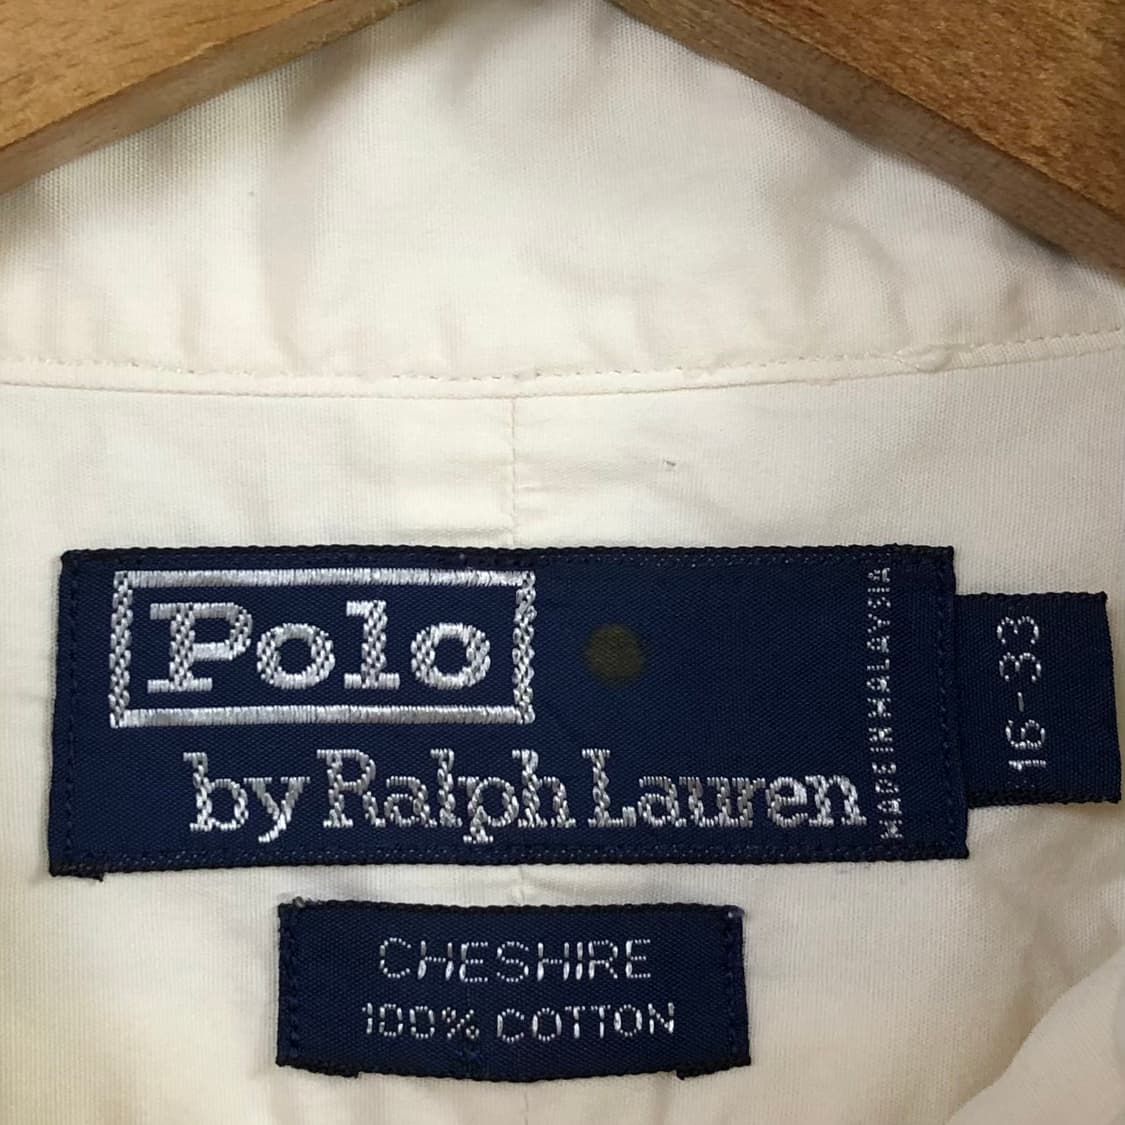 Polo
by Ralph Lauren
MADE IN MALAYSIA
16-33
CHESHIRE
100% COTTON